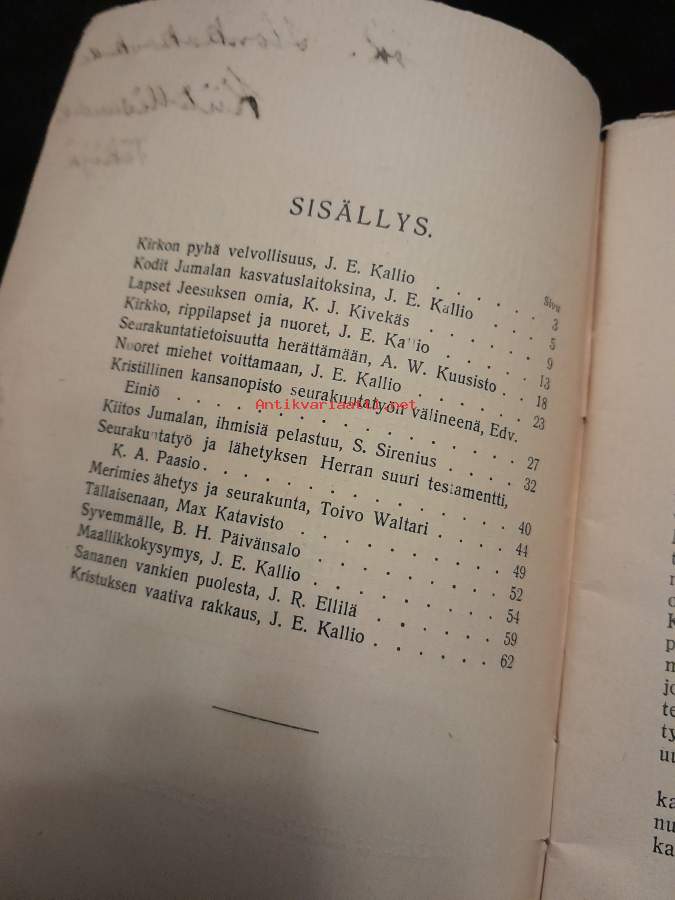 SISÄLLYS.
Sivu
Kirkon pyhä velvollisuus, J. E. Kallio . . . . . . 3
Kodit Jumalan kasvatuslaitoksina, J. E. Kallio . . . 5
Lapset Jeesuksen omia, K. J. Kivekäs . . . . . . 9
Kirkko, rippilapset ja nuoret, J. E. Kallio . . . . . 13
Seurakuntatietoisuutta herättämään, A. W. Kuusisto . . 18
Nuoret miehet voittamaan, J. E. Kallio . . . . . . 23
Kristillinen kansanopisto seurakuntatyön välineenä, Edv.
Einiö . . . . . . . . . . . . 27
Kiitos Jumalan, ihmisiä pelastuu, S. Sirenius . . . . 32
Seurakuntatyö ja lähetyksen Herran suuri testamentti,
K. A. Paasio . . . . . . . . . . . 40
Merimieslähetys ja seurakunta, Toivo Waltari . . . . 44
Tällaisenaan, Max Katavisto . . . . . . . . 49
Syvemmälle, B. H. Päivänsalo . . . . . . . . 52
Maallikkokysymys, J. E. Kallio . . . . . . . 54
Sananen vankien puolesta, J. R. Ellilä . . . . . . 59
Kristuksen vaativa rakkaus, J. E. Kallio . . . . . . 62
Antikvariaatti.net